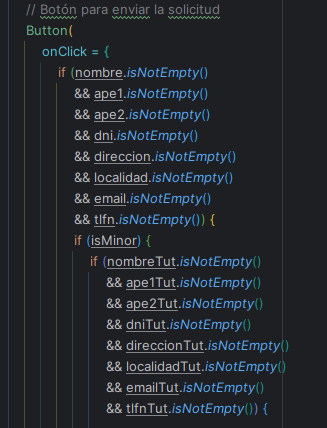 // Botón para enviar la solicitud
Button(
onClick = {
if (nombre.isNotEmpty()
&& ape1.isNotEmpty()
&& ape2.isNotEmpty()
&& dni.isNotEmpty()
&& direccion.isNotEmpty()
&& localidad.isNotEmpty()
&& email.isNotEmpty()
&& tlfn.isNotEmpty()) {
if (isMinor) {
if (nombreTut.isNotEmpty()
&& ape1Tut.isNotEmpty()
&& ape2Tut.isNotEmpty()
&& dniTut.isNotEmpty()
&& direccionTut.isNotEmpty()
&& localidadTut.isNotEmpty()
&& emailTut.isNotEmpty()
&& tlfnTut.isNotEmpty()) {